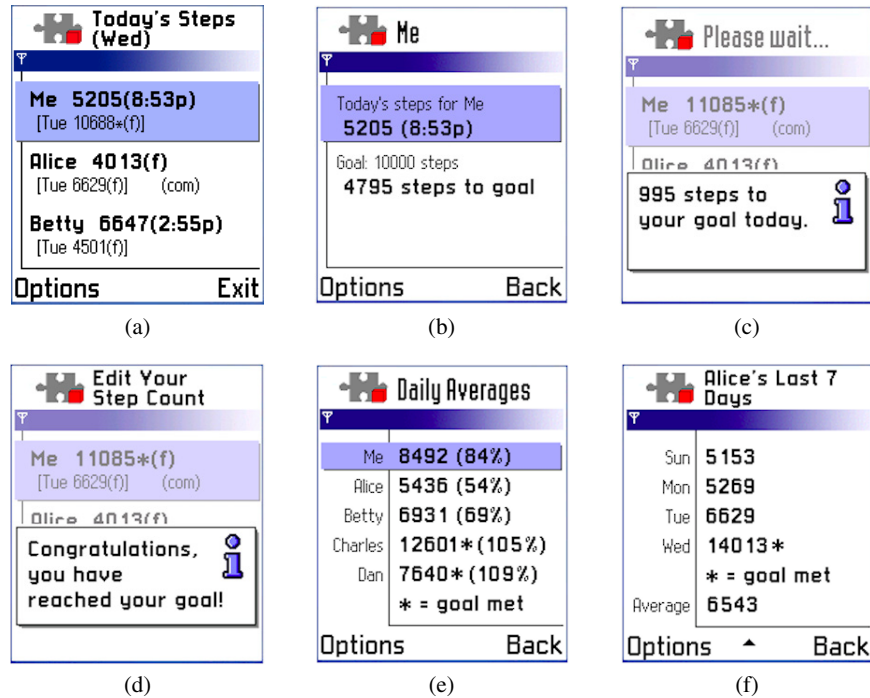 Today's Steps
(Wed)
Me 5205(8:53p)
[Tue 10688*(f)]
Alice 4013(f)
[Tue 6629(f)] (com)
Betty 6647(2:55p)
[Tue 4501(f)]
Options Exit
(a)
Me
Today's steps for Me
5205 (8:53p)
Goal: 10000 steps
4795 steps to goal
Options Back
(b)
Please wait...
Me 11085*(f)
[Tue 6629(f)] (com)
Alice 4013(f)
995 steps to
your goal today.
(c)
Edit Your
Step Count
Me 11085*(f)
[Tue 6629(f)] (com)
Alice 4013(f)
Congratulations,
you have
reached your goal!
(d)
Daily Averages
Me 8492 (84%)
Alice 5436 (54%)
Betty 6931 (69%)
Charles 12601* (105%)
Dan 7640* (109%)
* = goal met
Options Back
(e)
Alice's Last 7
Days
Sun 5153
Mon 5269
Tue 6629
Wed 14013*
* = goal met
Average 6543
Options Back
(f)